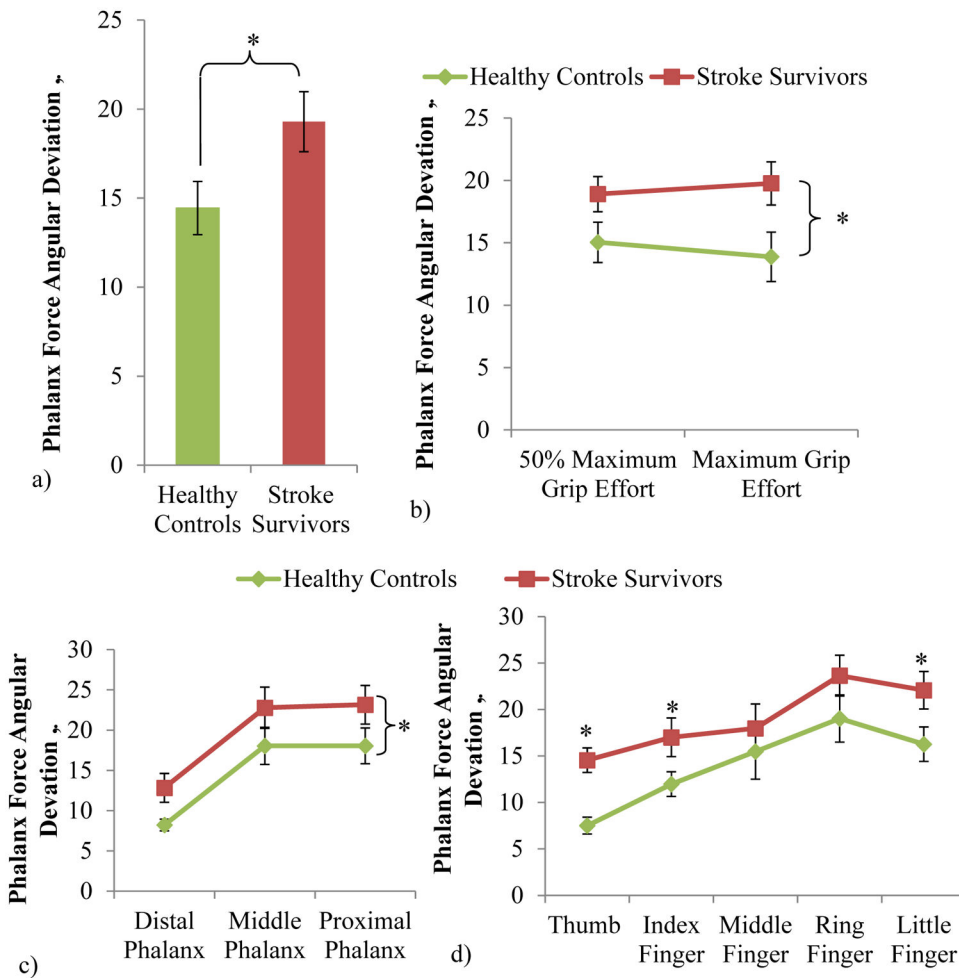 Phalanx Force Angular Deviation ,.
25
20
15
10
5
0
*
Healthy
Controls
Stroke
Survivors
a)
Healthy Controls
Stroke Survivors
Phalanx Force Angular Devation ,.
25
20
15
10
5
0
*
50% Maximum
Grip Effort
Maximum Grip
Effort
b)
Healthy Controls
Stroke Survivors
Phalanx Force Angular
Devation ,.
30
25
20
15
10
5
0
*
Distal
Phalanx
Middle
Phalanx
Proximal
Phalanx
c)
Phalanx Force Angular
Devation ,.
30
25
20
15
10
5
0
*
*
*
Thumb
Index
Finger
Middle
Finger
Ring
Finger
Little
Finger
d)